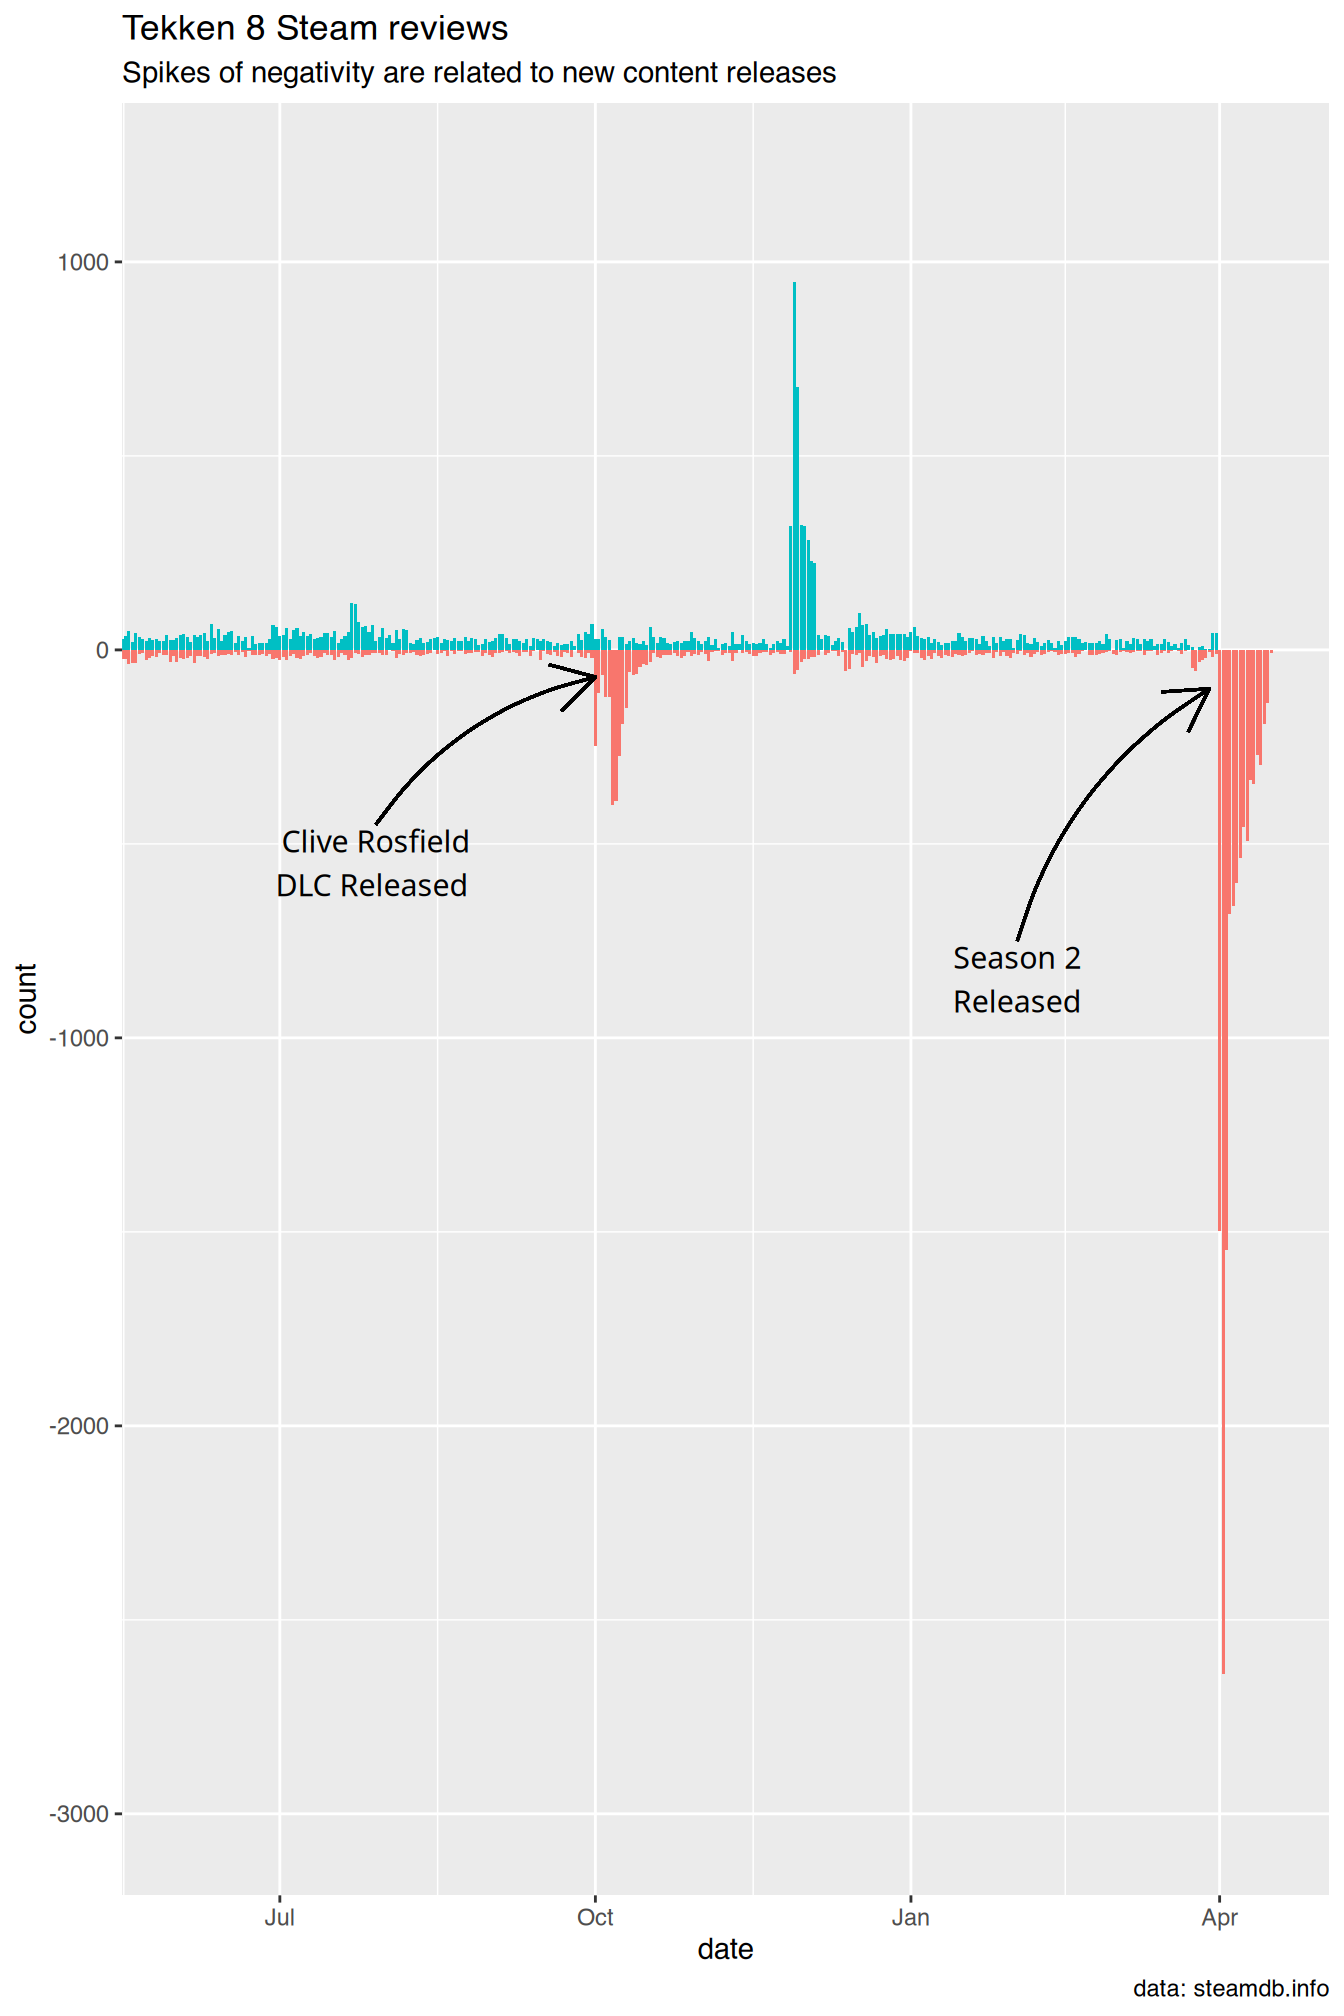 Tekken 8 Steam reviews
Spikes of negativity are related to new content releases
1000
0
-1000
-2000
-3000
count
Clive Rosfield
DLC Released
Season 2
Released
Jul
Oct
Jan
Apr
date
data: steamdb.info